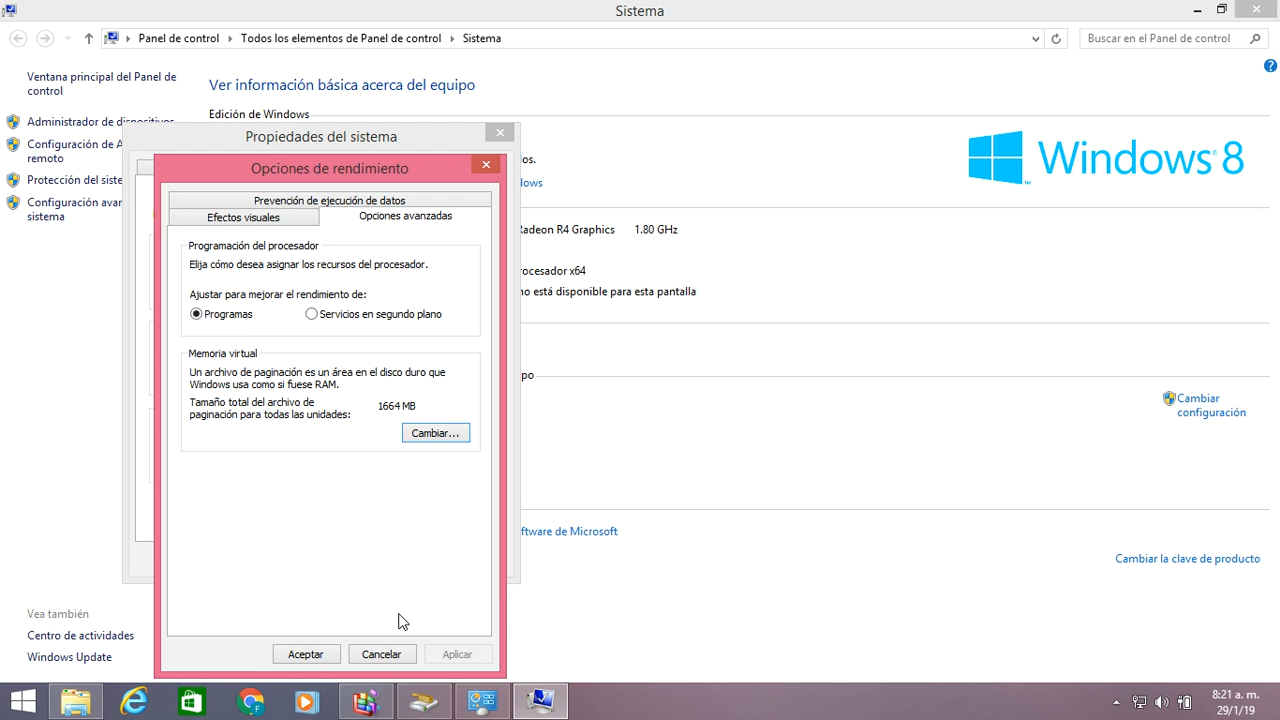 Sistema
Panel de control
Todos los elementos de Panel de control
Sistema
Buscar en el Panel de control
Ventana principal del Panel de
control
Administrador de dispositivos
Configuración de A
remoto
Protección del siste
Configuración avan
sistema
Vea también
Centro de actividades
Windows Update
Ver información básica acerca del equipo
Edición de Windows
os.
dows
Windows 8
Radeon R4 Graphics 1.80 GHz
rocesador x64
no está disponible para esta pantalla
po
Cambiar
configuración
ftware de Microsoft
Cambiar la clave de producto
Propiedades del sistema
Opciones de rendimiento
Prevención de ejecución de datos
Efectos visuales
Opciones avanzadas
Programación del procesador
Elija cómo desea asignar los recursos del procesador.
Ajustar para mejorar el rendimiento de:
Programas
Servicios en segundo plano
Memoria virtual
Un archivo de paginación es un área en el disco duro que
Windows usa como si fuese RAM.
Tamaño total del archivo de
paginación para todas las unidades:
1664 MB
Cambiar...
Aceptar
Cancelar
Aplicar
8:21 a. m.
29/1/19